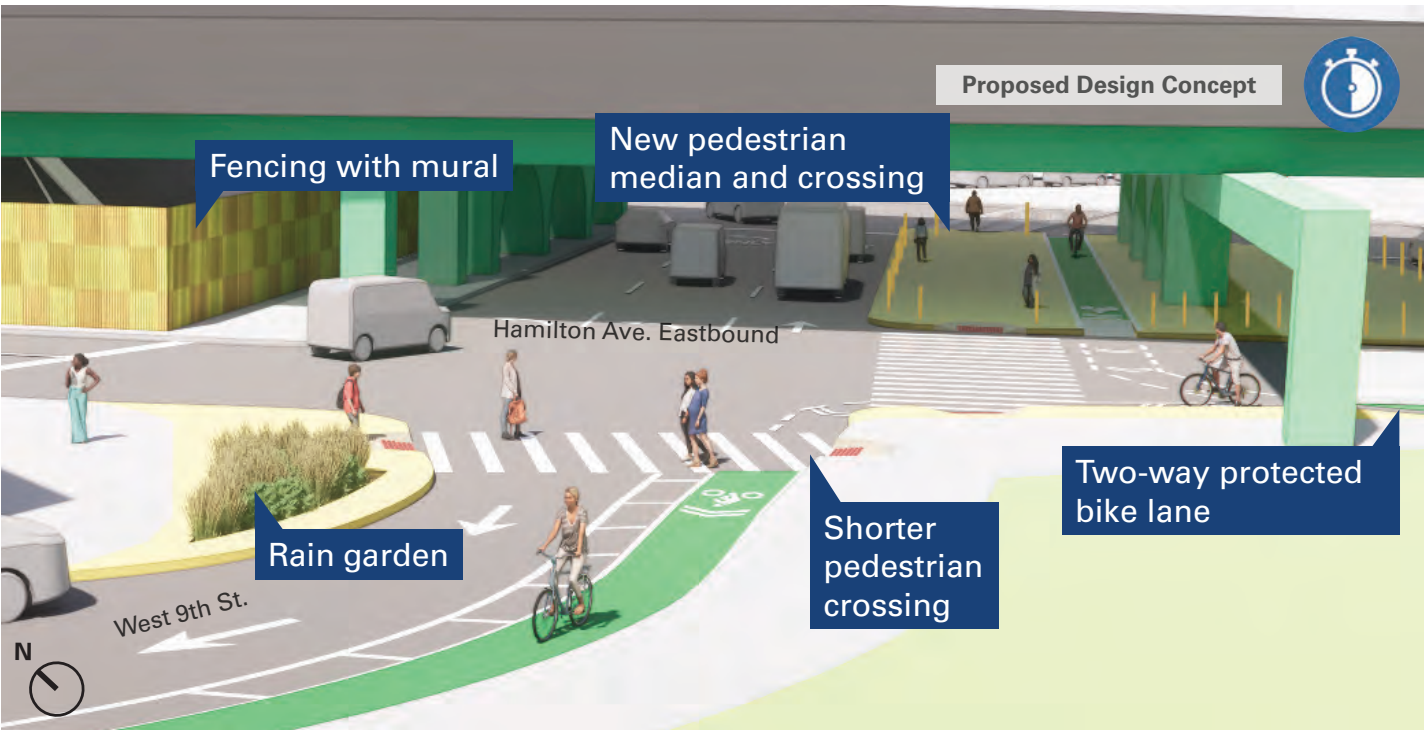 Proposed Design Concept
Fencing with mural
New pedestrian
median and crossing
Hamilton Ave. Eastbound
Two-way protected
bike lane
Shorter
pedestrian
crossing
Rain garden
West 9th St.
N